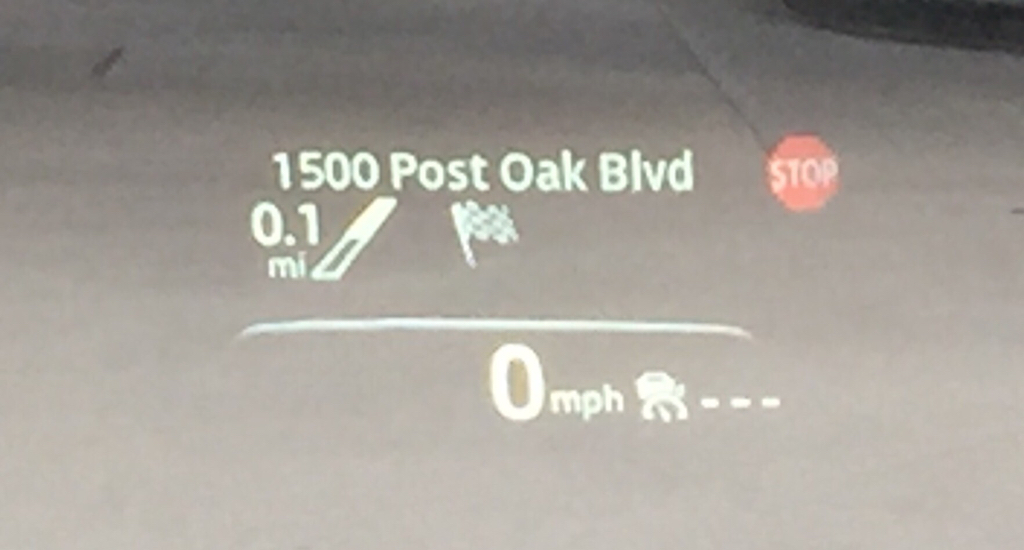 1500 Post Oak Blvd
STOP
0.1
mi
0 mph ---